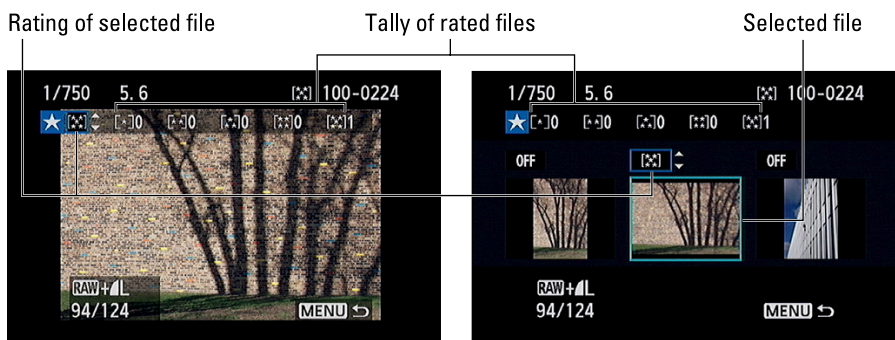 Rating of selected file
Tally of rated files
Selected file
1/750 5.6 100-0224
0 0 0 0 1
RAW+L
94/124
MENU
1/750 5.6 100-0224
0 0 0 0 1
OFF OFF
RAW+L
94/124
MENU